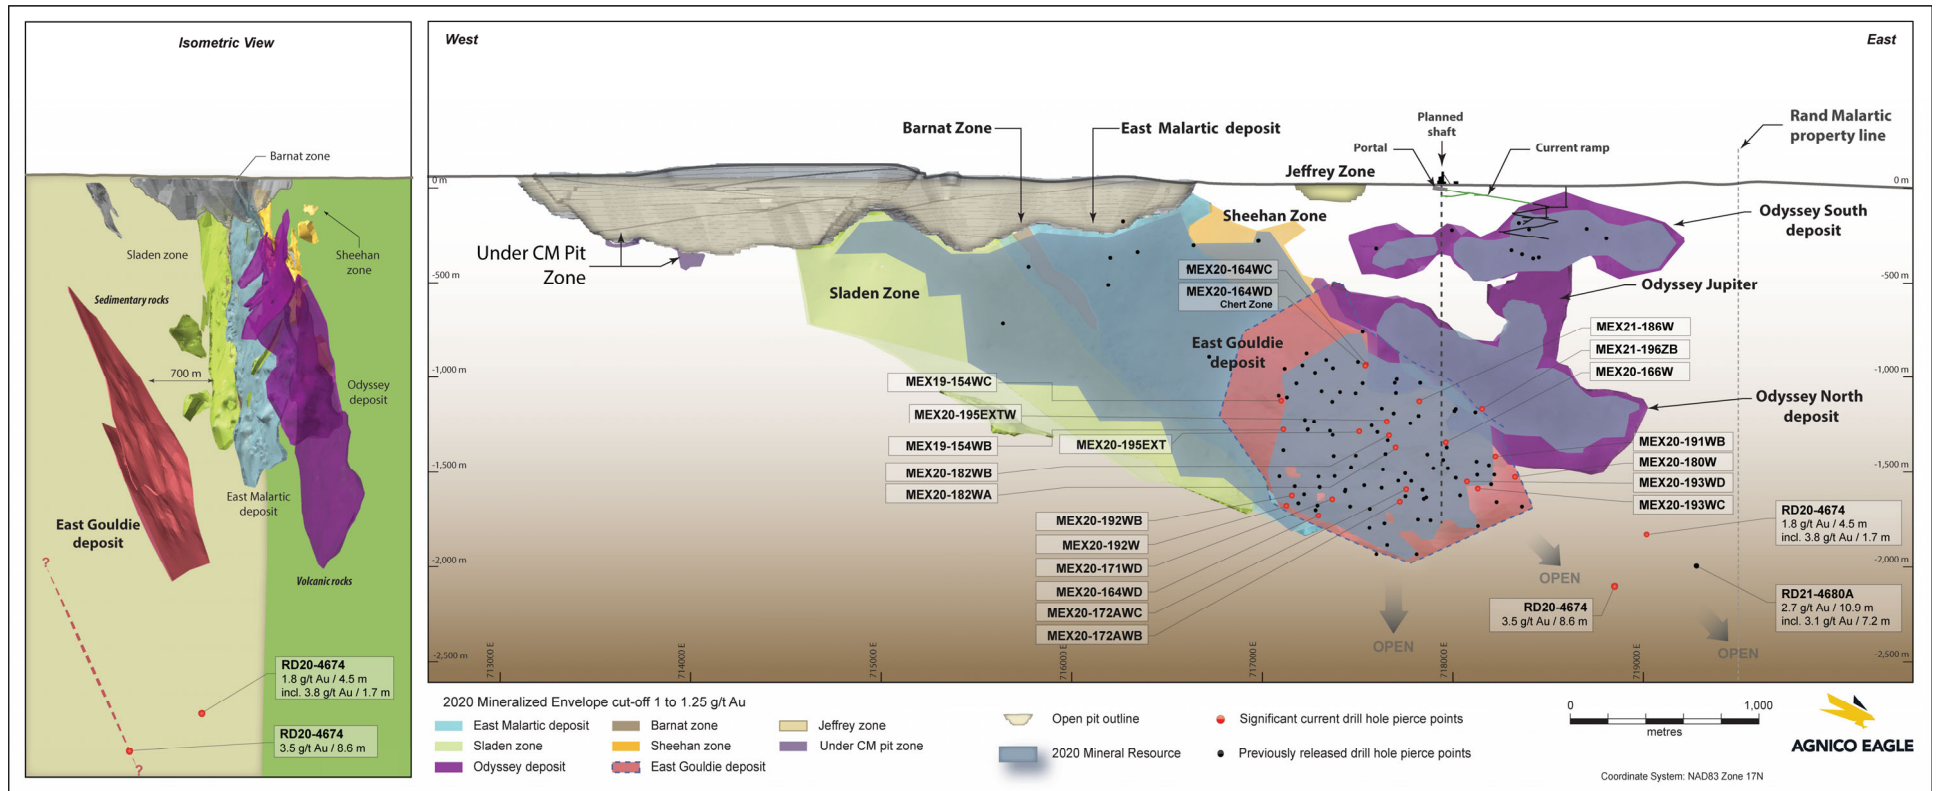 Isometric View
Barnat zone
Sladen zone
Sheehan
zone
Sedimentary rocks
700 m
Odyssey
deposit
East Malartic
deposit
East Gouldie
deposit
Volcanic rocks
?
?
RD20-4674
1.8 g/t Au / 4.5 m
incl. 3.8 g/t Au / 1.7 m
RD20-4674
3.5 g/t Au / 8.6 m
West
East
Barnat Zone
East Malartic deposit
Planned
shaft
Portal
Current ramp
Rand Malartic
property line
Jeffrey Zone
0 m
0 m
Sheehan Zone
Odyssey South
deposit
Under CM Pit
Zone
-500 m
-500 m
Sladen Zone
MEX20-164WC
MEX20-164WD
Chert Zone
Odyssey Jupiter
MEX21-186W
MEX21-196ZB
MEX20-166W
East Gouldie
deposit
-1,000 m
-1,000 m
MEX19-154WC
MEX20-195EXTW
MEX19-154WB
MEX20-195EXT
MEX20-182WB
MEX20-182WA
Odyssey North
deposit
MEX20-191WB
MEX20-180W
MEX20-193WD
MEX20-193WC
-1,500 m
-1,500 m
MEX20-192WB
MEX20-192W
MEX20-171WD
MEX20-164WD
MEX20-172AWC
MEX20-172AWB
RD20-4674
1.8 g/t Au / 4.5 m
incl. 3.8 g/t Au / 1.7 m
-2,000 m
-2,000 m
OPEN
RD20-4674
3.5 g/t Au / 8.6 m
RD21-4680A
2.7 g/t Au / 10.9 m
incl. 3.1 g/t Au / 7.2 m
OPEN
OPEN
-2,500 m
-2,500 m
713000 E
714000 E
715000 E
716000 E
717000 E
718000 E
719000 E
2020 Mineralized Envelope cut-off 1 to 1.25 g/t Au
East Malartic deposit
Barnat zone
Jeffrey zone
Sladen zone
Sheehan zone
Under CM pit zone
Odyssey deposit
East Gouldie deposit
Open pit outline
2020 Mineral Resource
Significant current drill hole pierce points
Previously released drill hole pierce points
0
1,000
metres
AGNICO EAGLE
Coordinate System: NAD83 Zone 17N